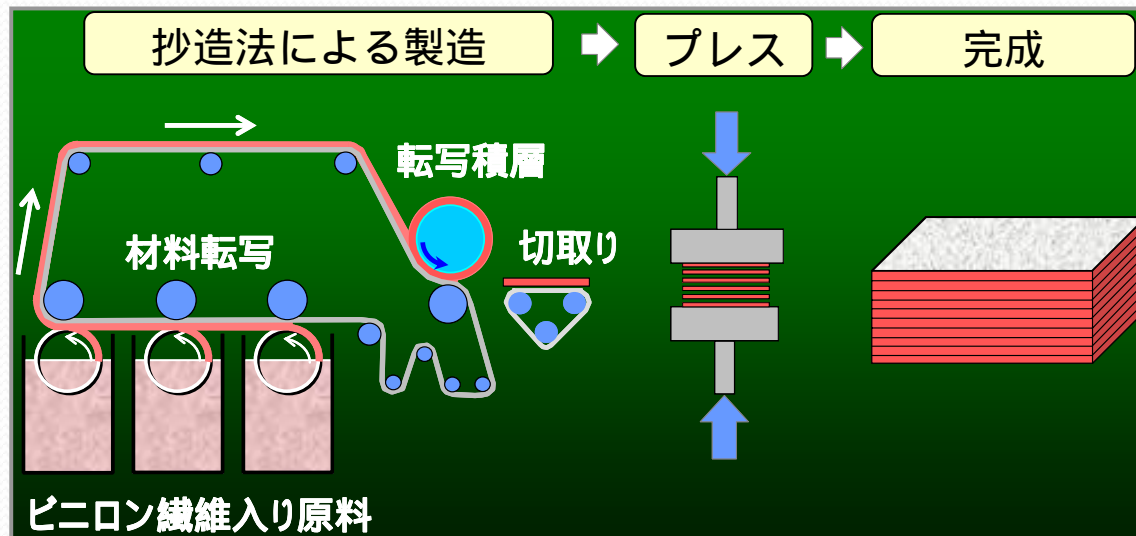 抄造法による製造
プレス
完成
転写積層
材料転写
切取り
ビニロン繊維入り原料